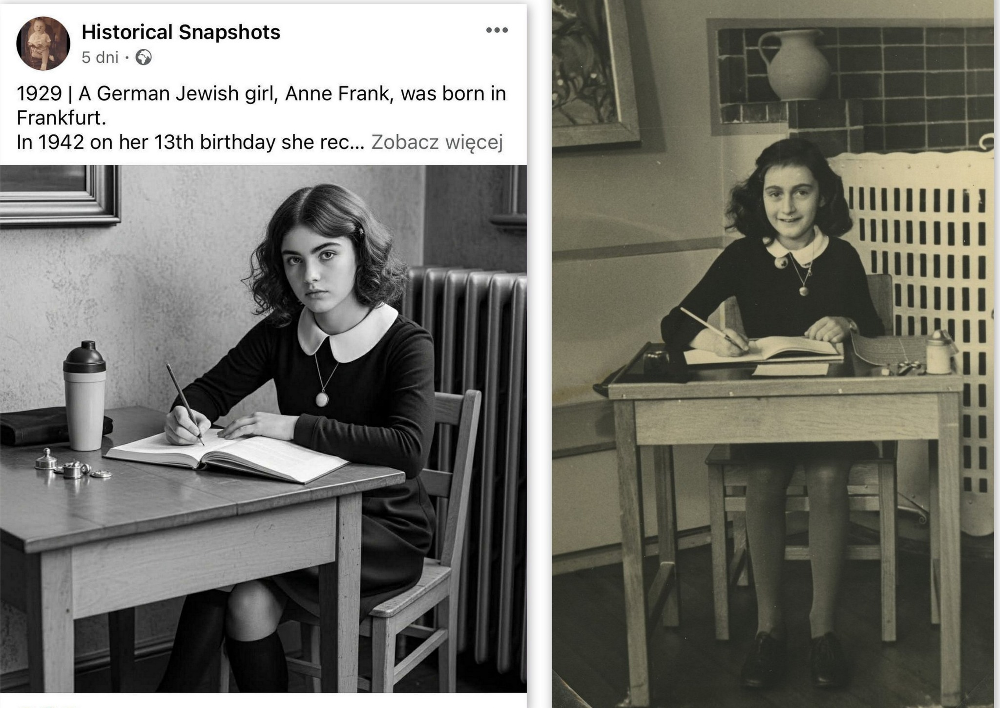 Historical Snapshots
5 dni ·
1929 | A German Jewish girl, Anne Frank, was born in
Frankfurt.
In 1942 on her 13th birthday she rec... Zobacz więcej